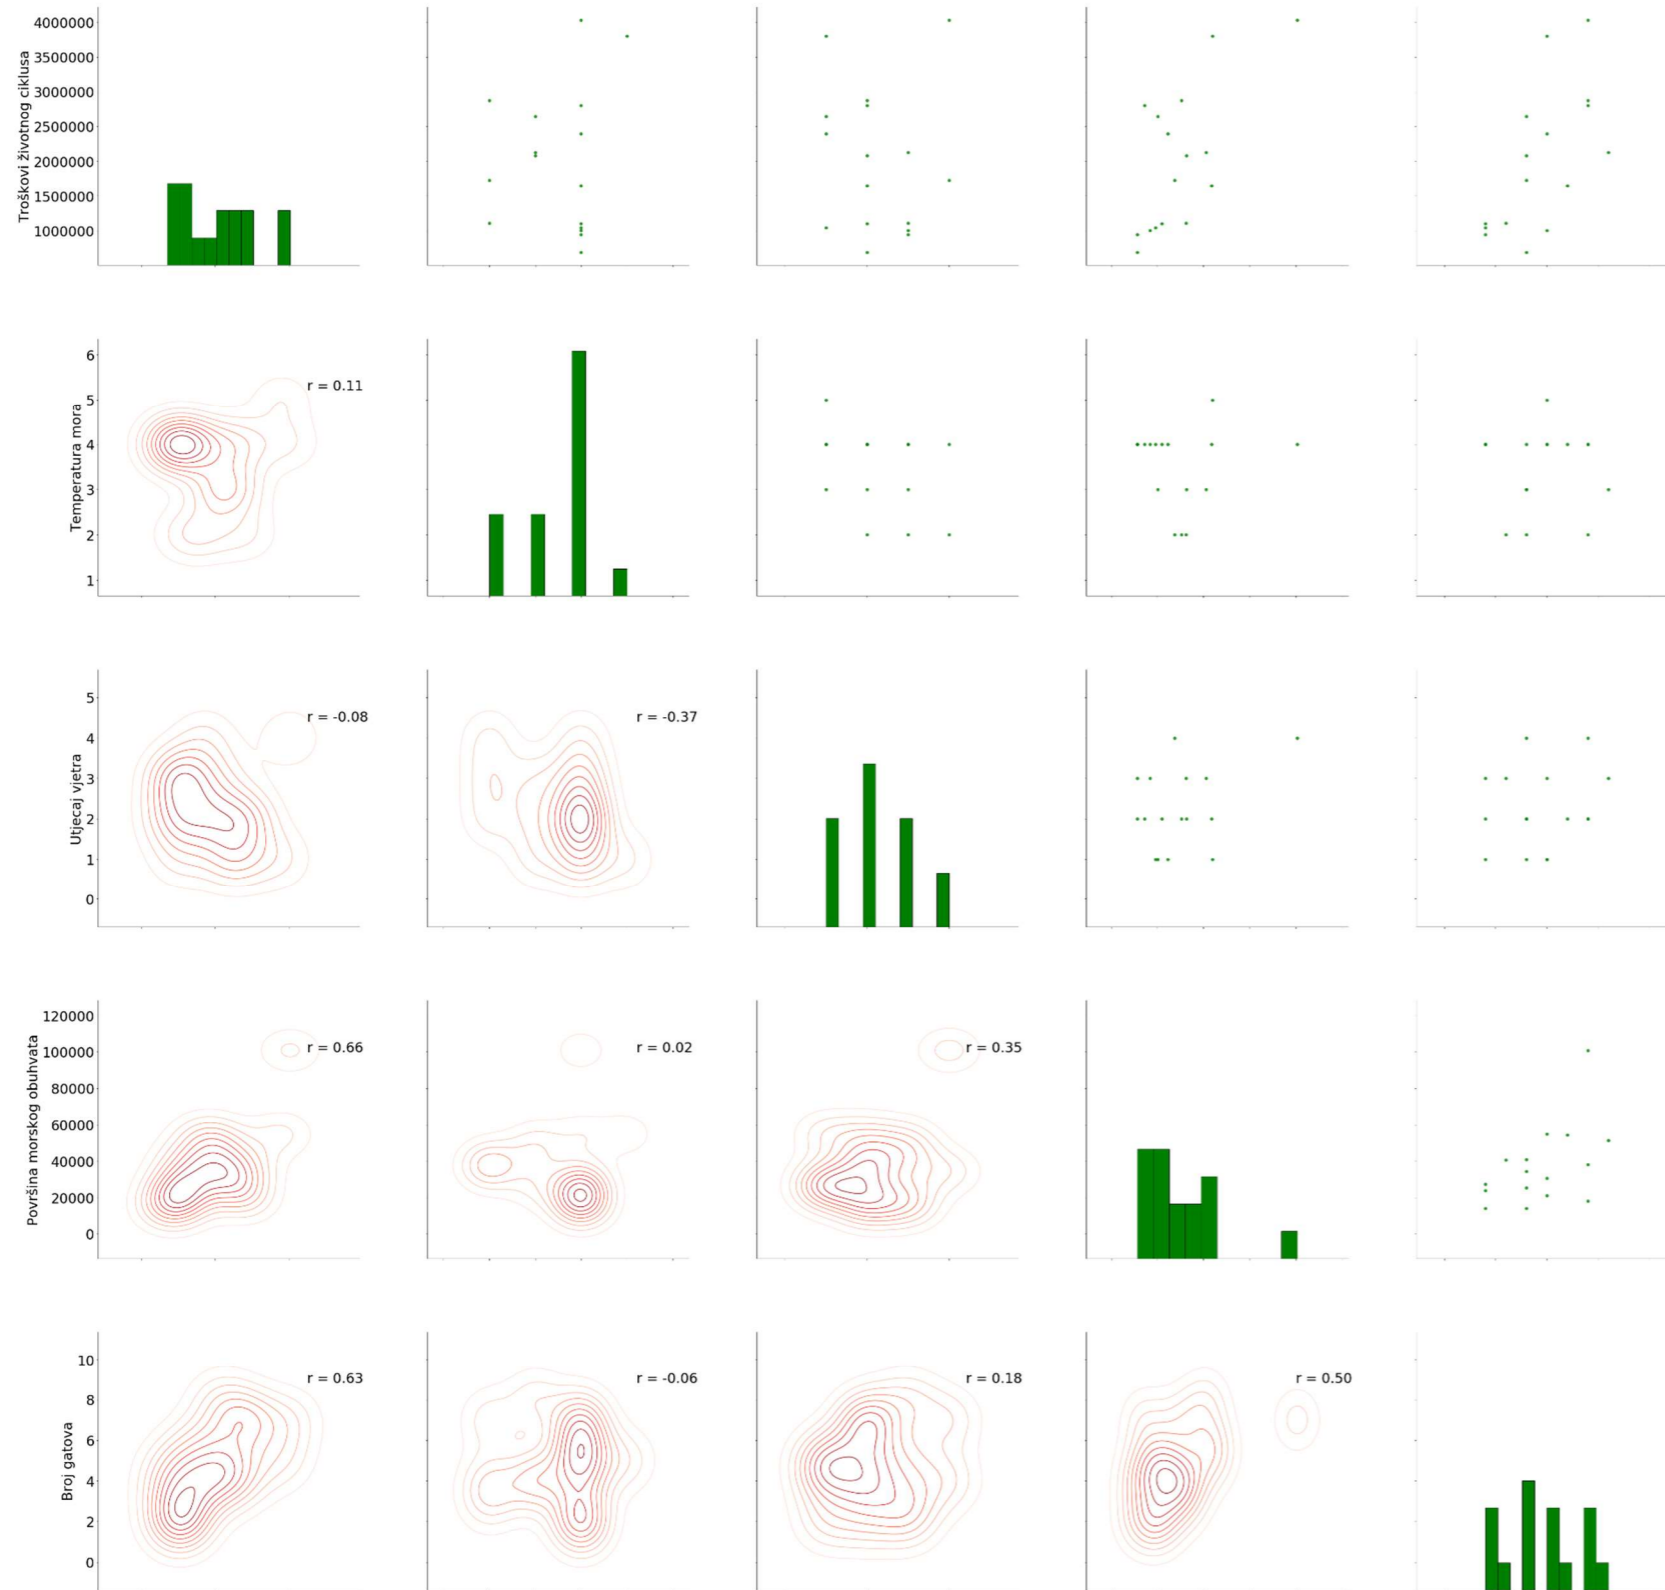 Troškovi životnog ciklusa
4000000
3500000
3000000
2500000
2000000
1500000
1000000
Temperatura mora
6
5
4
3
2
1
r = 0.11
Utjecaj vjetra
5
4
3
2
1
0
r = -0.08
r = -0.37
Površina morskog obuhvata
120000
100000
80000
60000
40000
20000
0
r = 0.66
r = 0.02
r = 0.35
Broj gatova
10
8
6
4
2
0
r = 0.63
r = -0.06
r = 0.18
r = 0.50